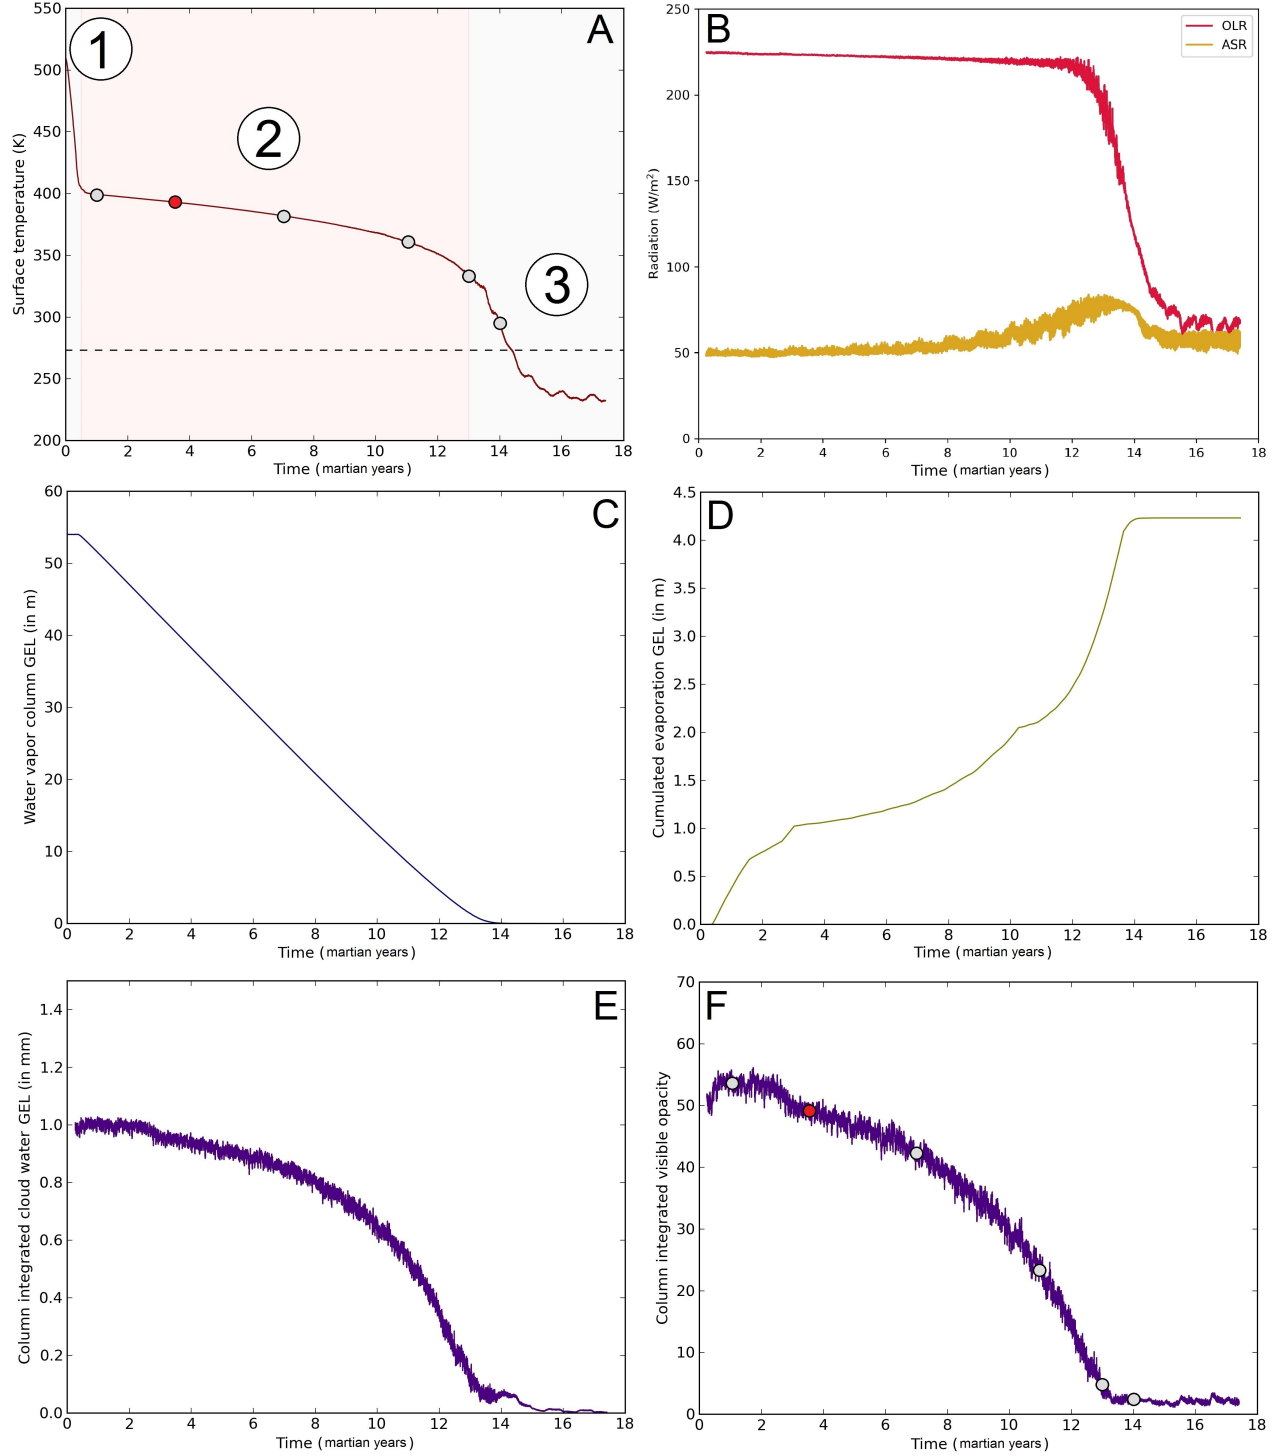 A
1
2
3
Surface temperature (K)
550
500
450
400
350
300
250
200
0 2 4 6 8 10 12 14 16 18
Time (martian years)
B
OLR
ASR
Radiation (W/m²)
250
200
150
100
50
0
0 2 4 6 8 10 12 14 16 18
Time (martian years)
C
Water vapor column GEL (in m)
60
50
40
30
20
10
0
0 2 4 6 8 10 12 14 16 18
Time (martian years)
D
Cumulated evaporation GEL (in m)
4.5
4.0
3.5
3.0
2.5
2.0
1.5
1.0
0.5
0.0
0 2 4 6 8 10 12 14 16 18
Time (martian years)
E
Column integrated cloud water GEL (in mm)
1.4
1.2
1.0
0.8
0.6
0.4
0.2
0.0
0 2 4 6 8 10 12 14 16 18
Time (martian years)
F
Column integrated visible opacity
70
60
50
40
30
20
10
0
0 2 4 6 8 10 12 14 16 18
Time (martian years)